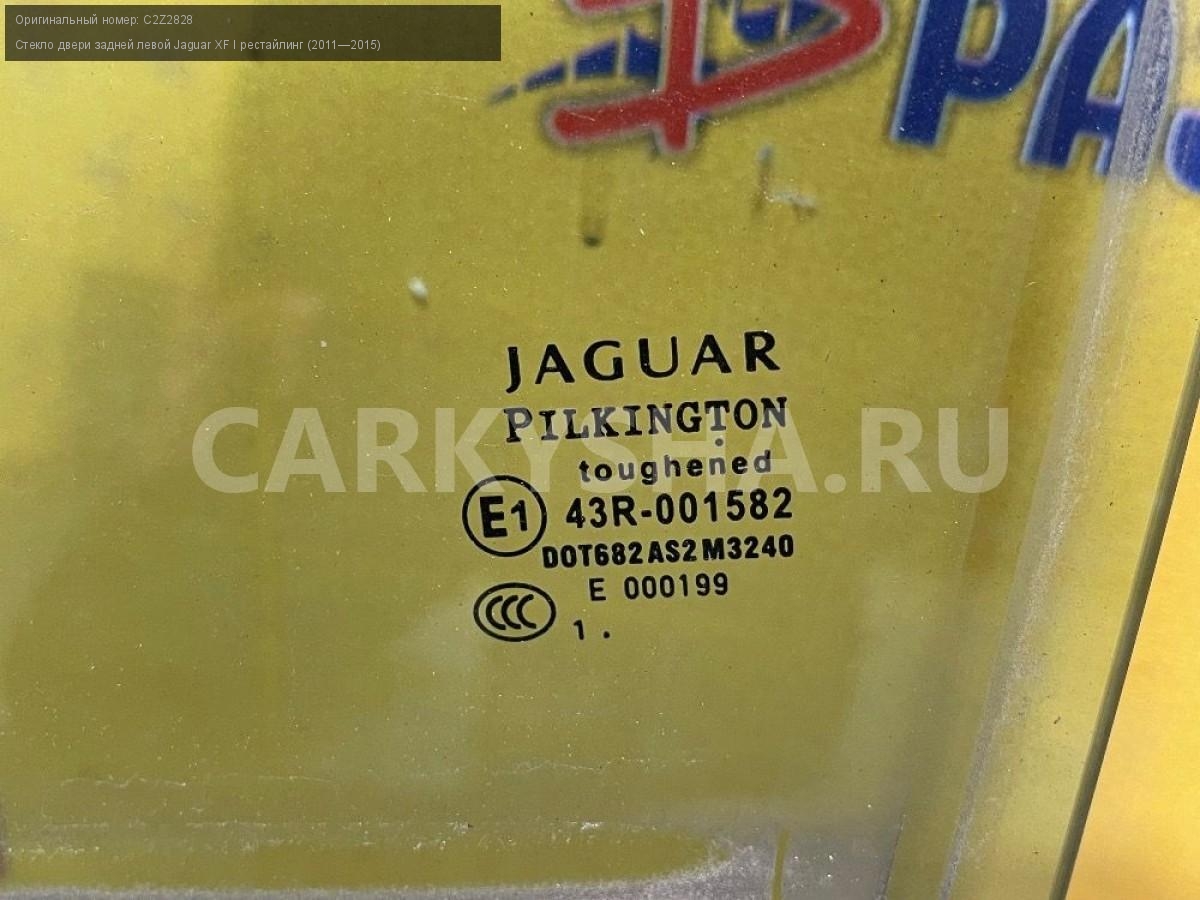 Оригинальный номер: C2Z2828
Стекло двери задней левой Jaguar XF I рестайлинг (2011—2015)
JAGUAR
PILKINGTON
CARKYSHA.RU
toughened
E1 43R-001582
DOT682AS2M3240
E 000199
CCC
1 .